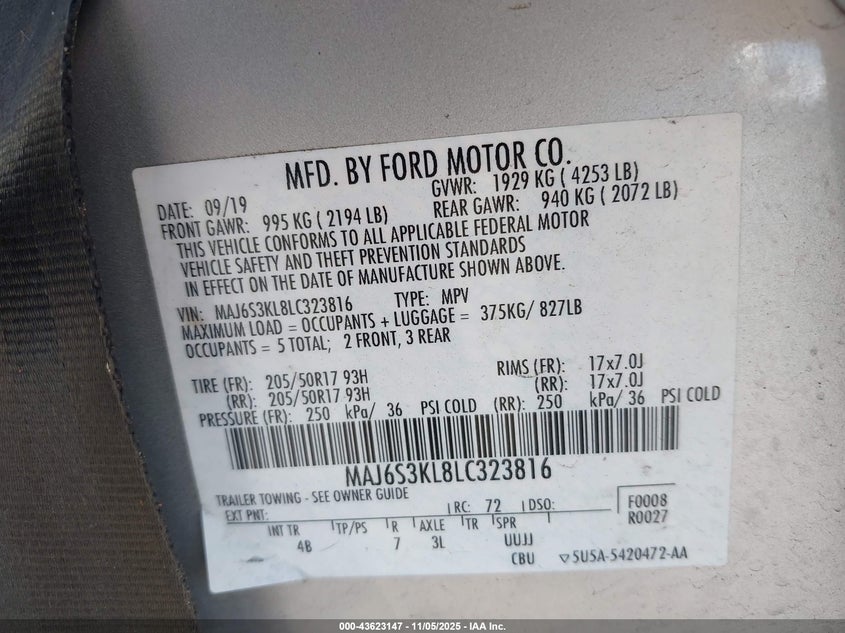 MFD. BY FORD MOTOR CO.
DATE: 09/19 GVWR: 1929 KG ( 4253 LB)
FRONT GAWR: 995 KG ( 2194 LB) REAR GAWR: 940 KG ( 2072 LB)
THIS VEHICLE CONFORMS TO ALL APPLICABLE FEDERAL MOTOR
VEHICLE SAFETY AND THEFT PREVENTION STANDARDS
IN EFFECT ON THE DATE OF MANUFACTURE SHOWN ABOVE.
VIN: MAJ6S3KL8LC323816 TYPE: MPV
MAXIMUM LOAD = OCCUPANTS + LUGGAGE = 375KG/ 827LB
OCCUPANTS = 5 TOTAL; 2 FRONT, 3 REAR
TIRE (FR): 205/50R17 93H RIMS (FR): 17x7.0J
(RR): 205/50R17 93H (RR): 17x7.0J
PRESSURE (FR): 250 kPa/ 36 PSI COLD (RR): 250 kPa/ 36 PSI COLD
MAJ6S3KL8LC323816
TRAILER TOWING - SEE OWNER GUIDE
EXT PNT: RC: 72 DSO: F0008
R0027
INT TR TP/PS R AXLE TR SPR
4B 7 3L UUJJ
CBU 5U5A-5420472-AA
000-43623147 - 11/05/2025 - IAA Inc.